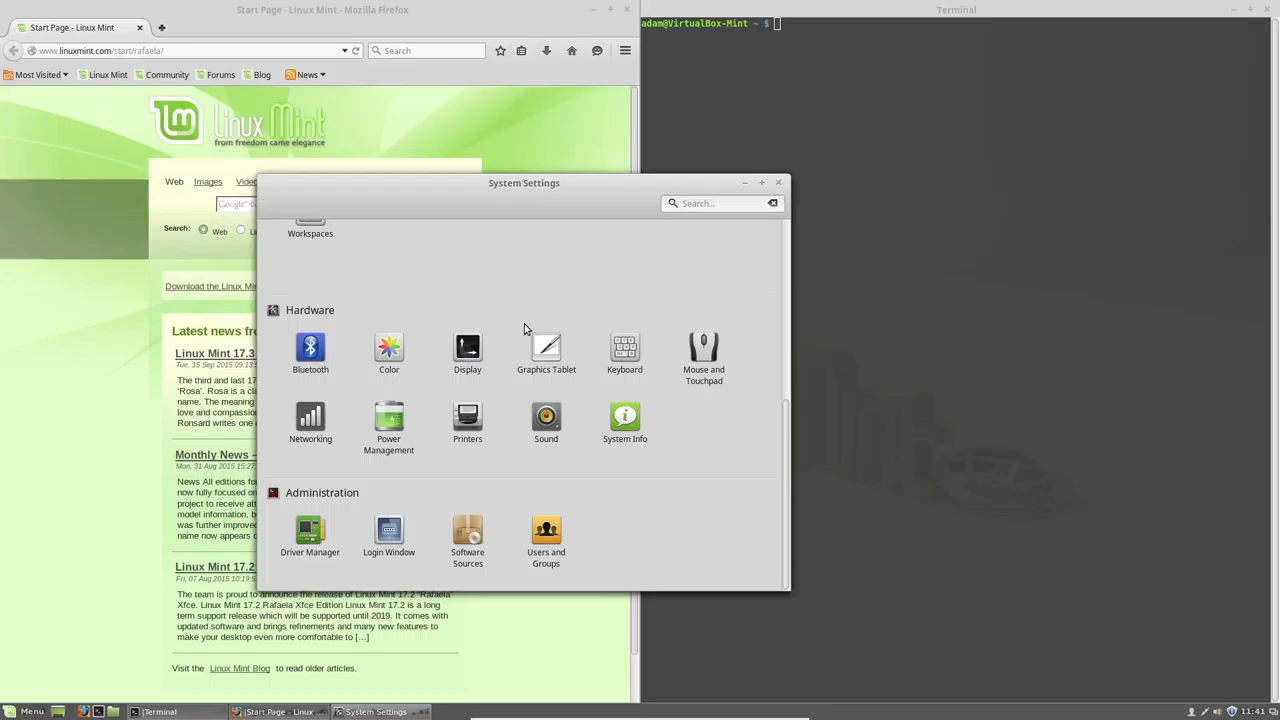 Start Page - Linux Mint - Mozilla Firefox
Terminal
Start Page - Linux Mint
adam@VirtualBox-Mint ~ $
www.linuxmint.com/start/rafaela/
Search
Most Visited
Linux Mint
Community
Forums
Blog
News
Linux Mint
from freedom came elegance
Web
Images
Google
Search:
Web
Download the Linux
Latest news
Linux Mint 17.3
Tue, 15 Sep 2015
The third and last 17
'Rosa'. Rosa is a
name. The meaning
love and compassion.
Ronsard writes one
Monthly News –
Mon, 31 Aug 2015 15:27
News All editions
now fully focused on
project to receive
model information,
was further improved
name now appears
Linux Mint 17.2
Fri, 07 Aug 2015 10:19:5
The team is proud to announce the release of Linux Mint 17.2 "Rafaela"
Xfce. Linux Mint 17.2 Rafaela Xfce Edition Linux Mint 17.2 is a long
term support release which will be supported until 2019. It comes with
updated software and brings refinements and many new features to
make your desktop even more comfortable to […]
Visit the Linux Mint Blog to read older articles.
System Settings
Search...
Workspaces
Hardware
Bluetooth
Color
Display
Graphics Tablet
Keyboard
Mouse and
Touchpad
Networking
Power
Management
Printers
Sound
System Info
Administration
Driver Manager
Login Window
Software
Sources
Users and
Groups
Menu
Terminal
Start Page - Linux
System Settings
11:41